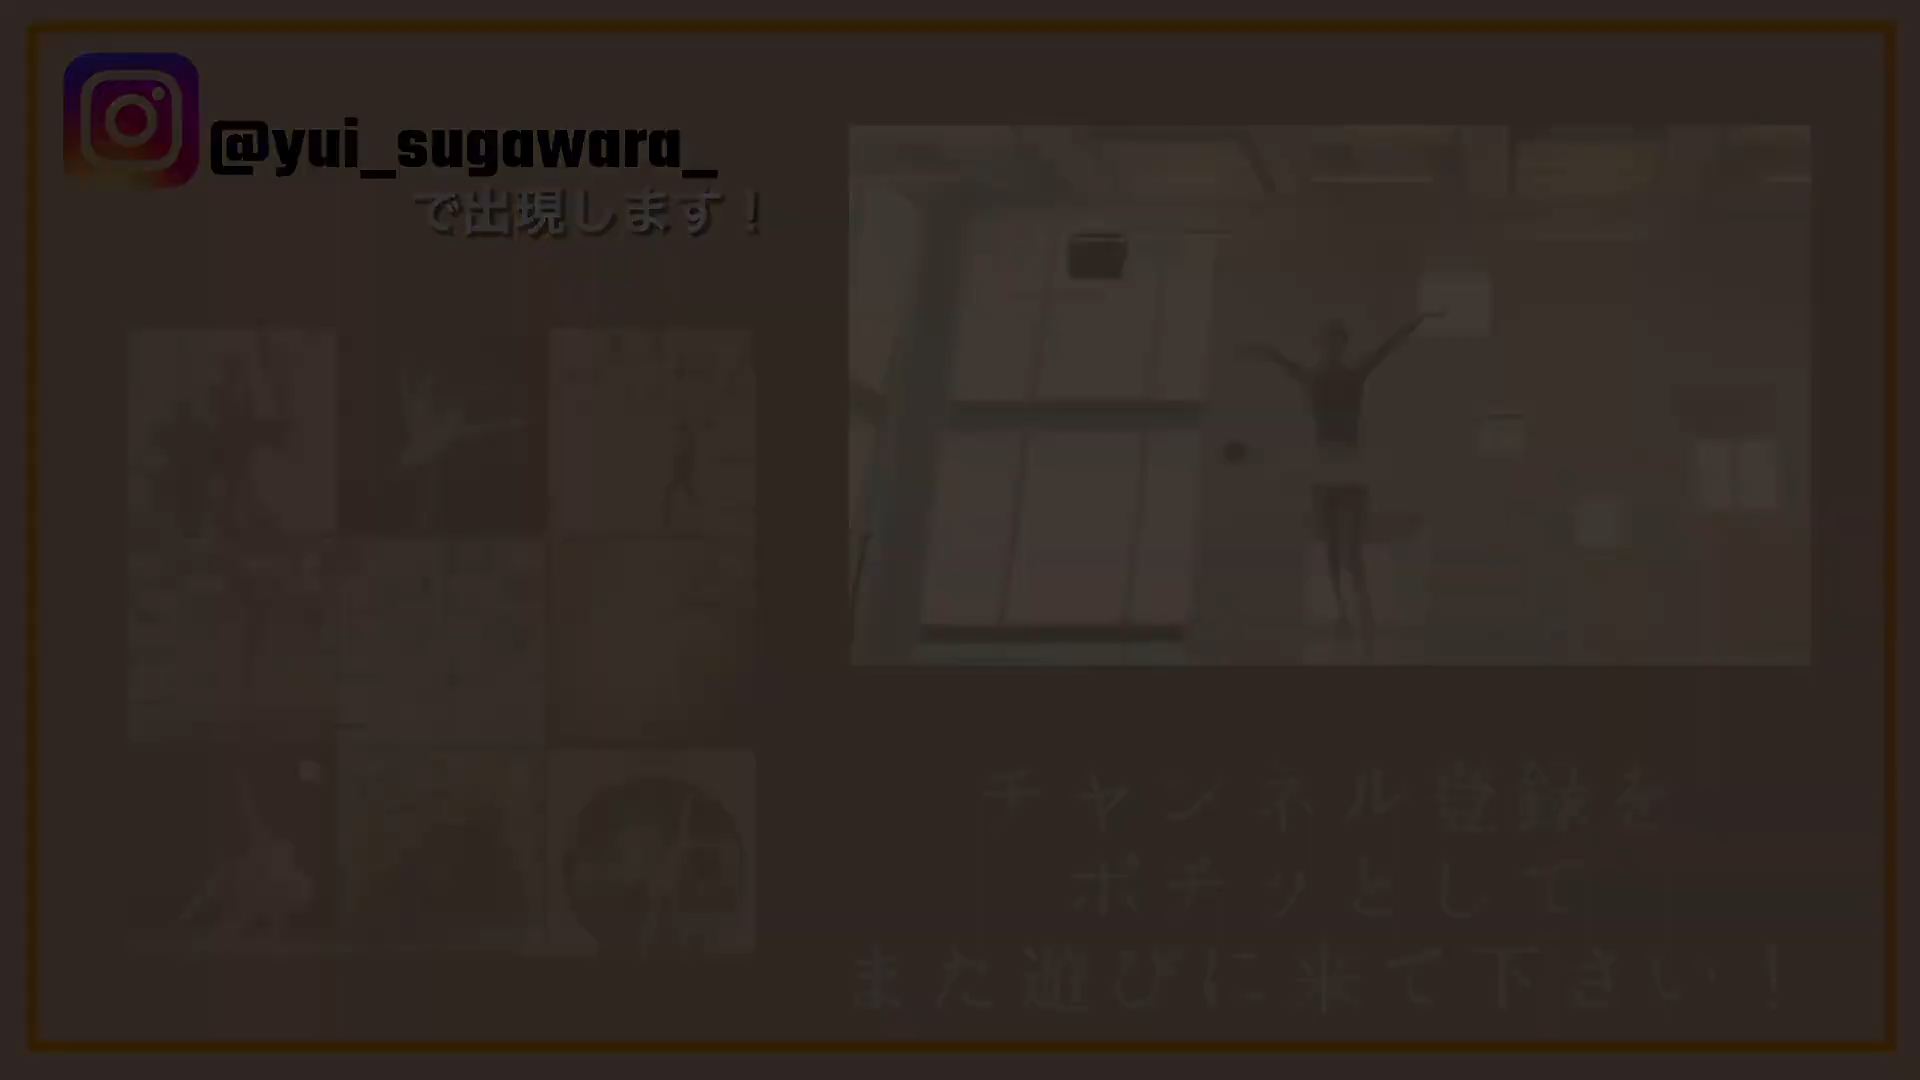 @yui_sugawara_
で出現します！
チャンネル登録を
ポチッとして
また遊びに来て下さい！